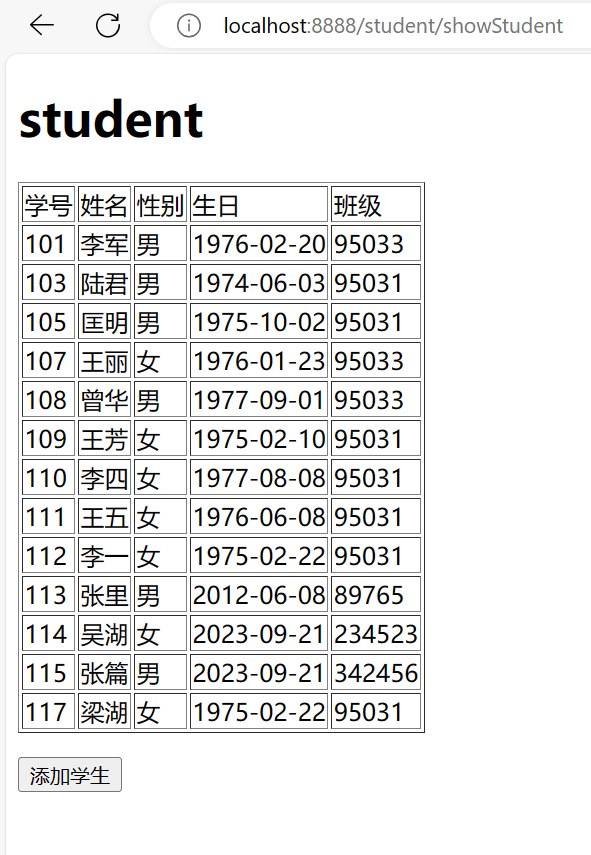 localhost:8888/student/showStudent
student
学号 姓名 性别 生日 班级
101 李军 男 1976-02-20 95033
103 陆君 男 1974-06-03 95031
105 匡明 男 1975-10-02 95031
107 王丽 女 1976-01-23 95033
108 曾华 男 1977-09-01 95033
109 王芳 女 1975-02-10 95031
110 李四 女 1977-08-08 95031
111 王五 女 1976-06-08 95031
112 李一 女 1975-02-22 95031
113 张里 男 2012-06-08 89765
114 吴湖 女 2023-09-21 234523
115 张篇 男 2023-09-21 342456
117 梁湖 女 1975-02-22 95031
添加学生